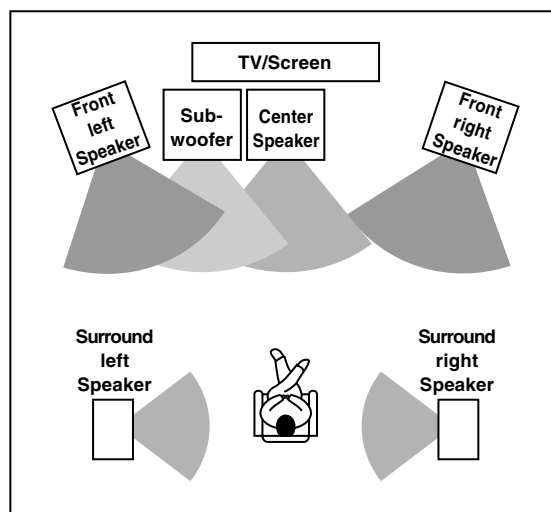 TV/Screen
Front
left
Speaker
Sub-
woofer
Center
Speaker
Front
right
Speaker
Surround
left
Speaker
Surround
right
Speaker